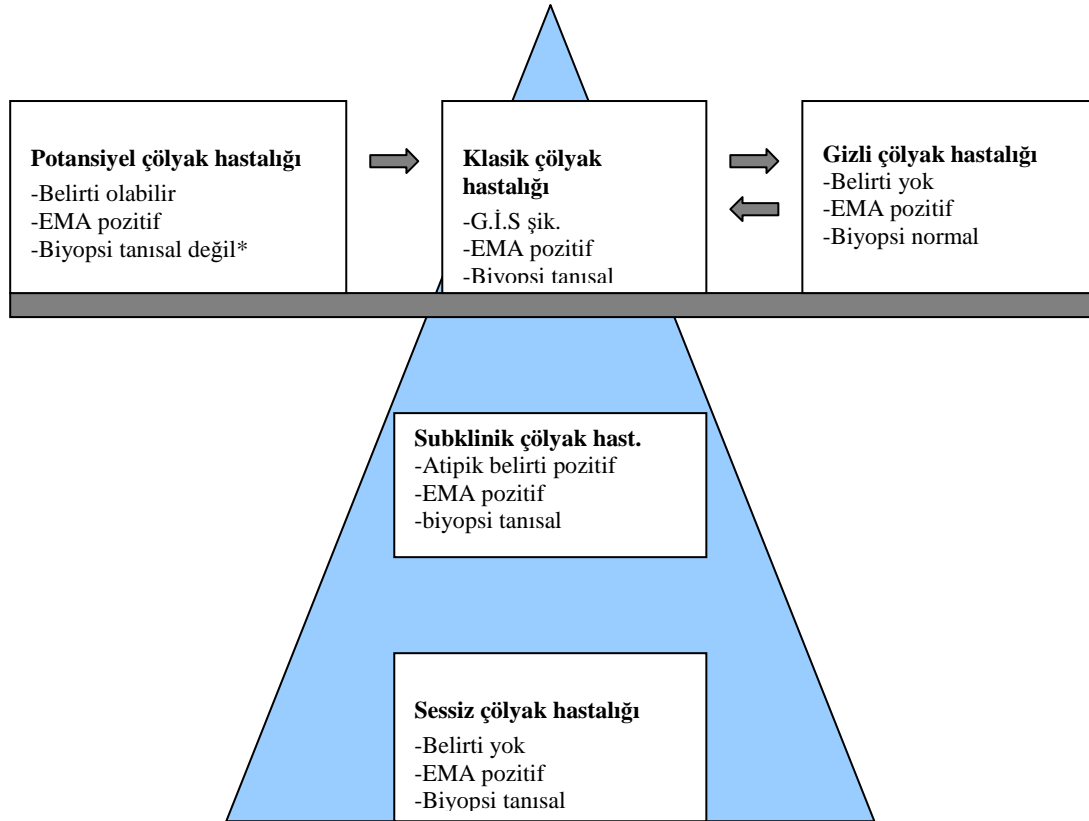 Potansiyel çölyak hastalığı
-Belirti olabilir
-EMA pozitif
-Biyopsi tanısal değil*
Klasik çölyak
hastalığı
-G.İ.S şik.
-EMA pozitif
-Biyopsi tanısal
Gizli çölyak hastalığı
-Belirti yok
-EMA pozitif
-Biyopsi normal
Subklinik çölyak hast.
-Atipik belirti pozitif
-EMA pozitif
-biyopsi tanısal
Sessiz çölyak hastalığı
-Belirti yok
-EMA pozitif
-Biyopsi tanısal